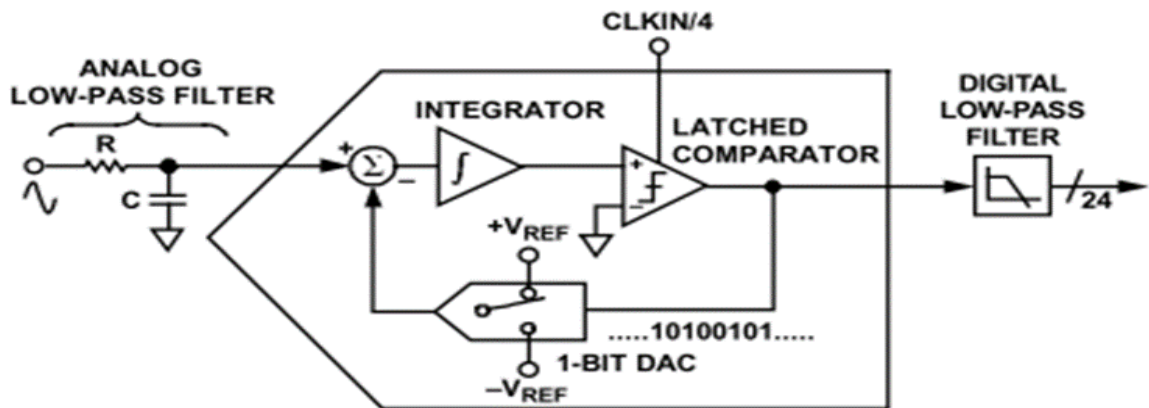 CLKIN/4
ANALOG
LOW-PASS FILTER
R
C
+
Σ
−
INTEGRATOR
∫
LATCHED
COMPARATOR
+
−
DIGITAL
LOW-PASS
FILTER
24
+VREF
.....10100101.....
1-BIT DAC
–VREF